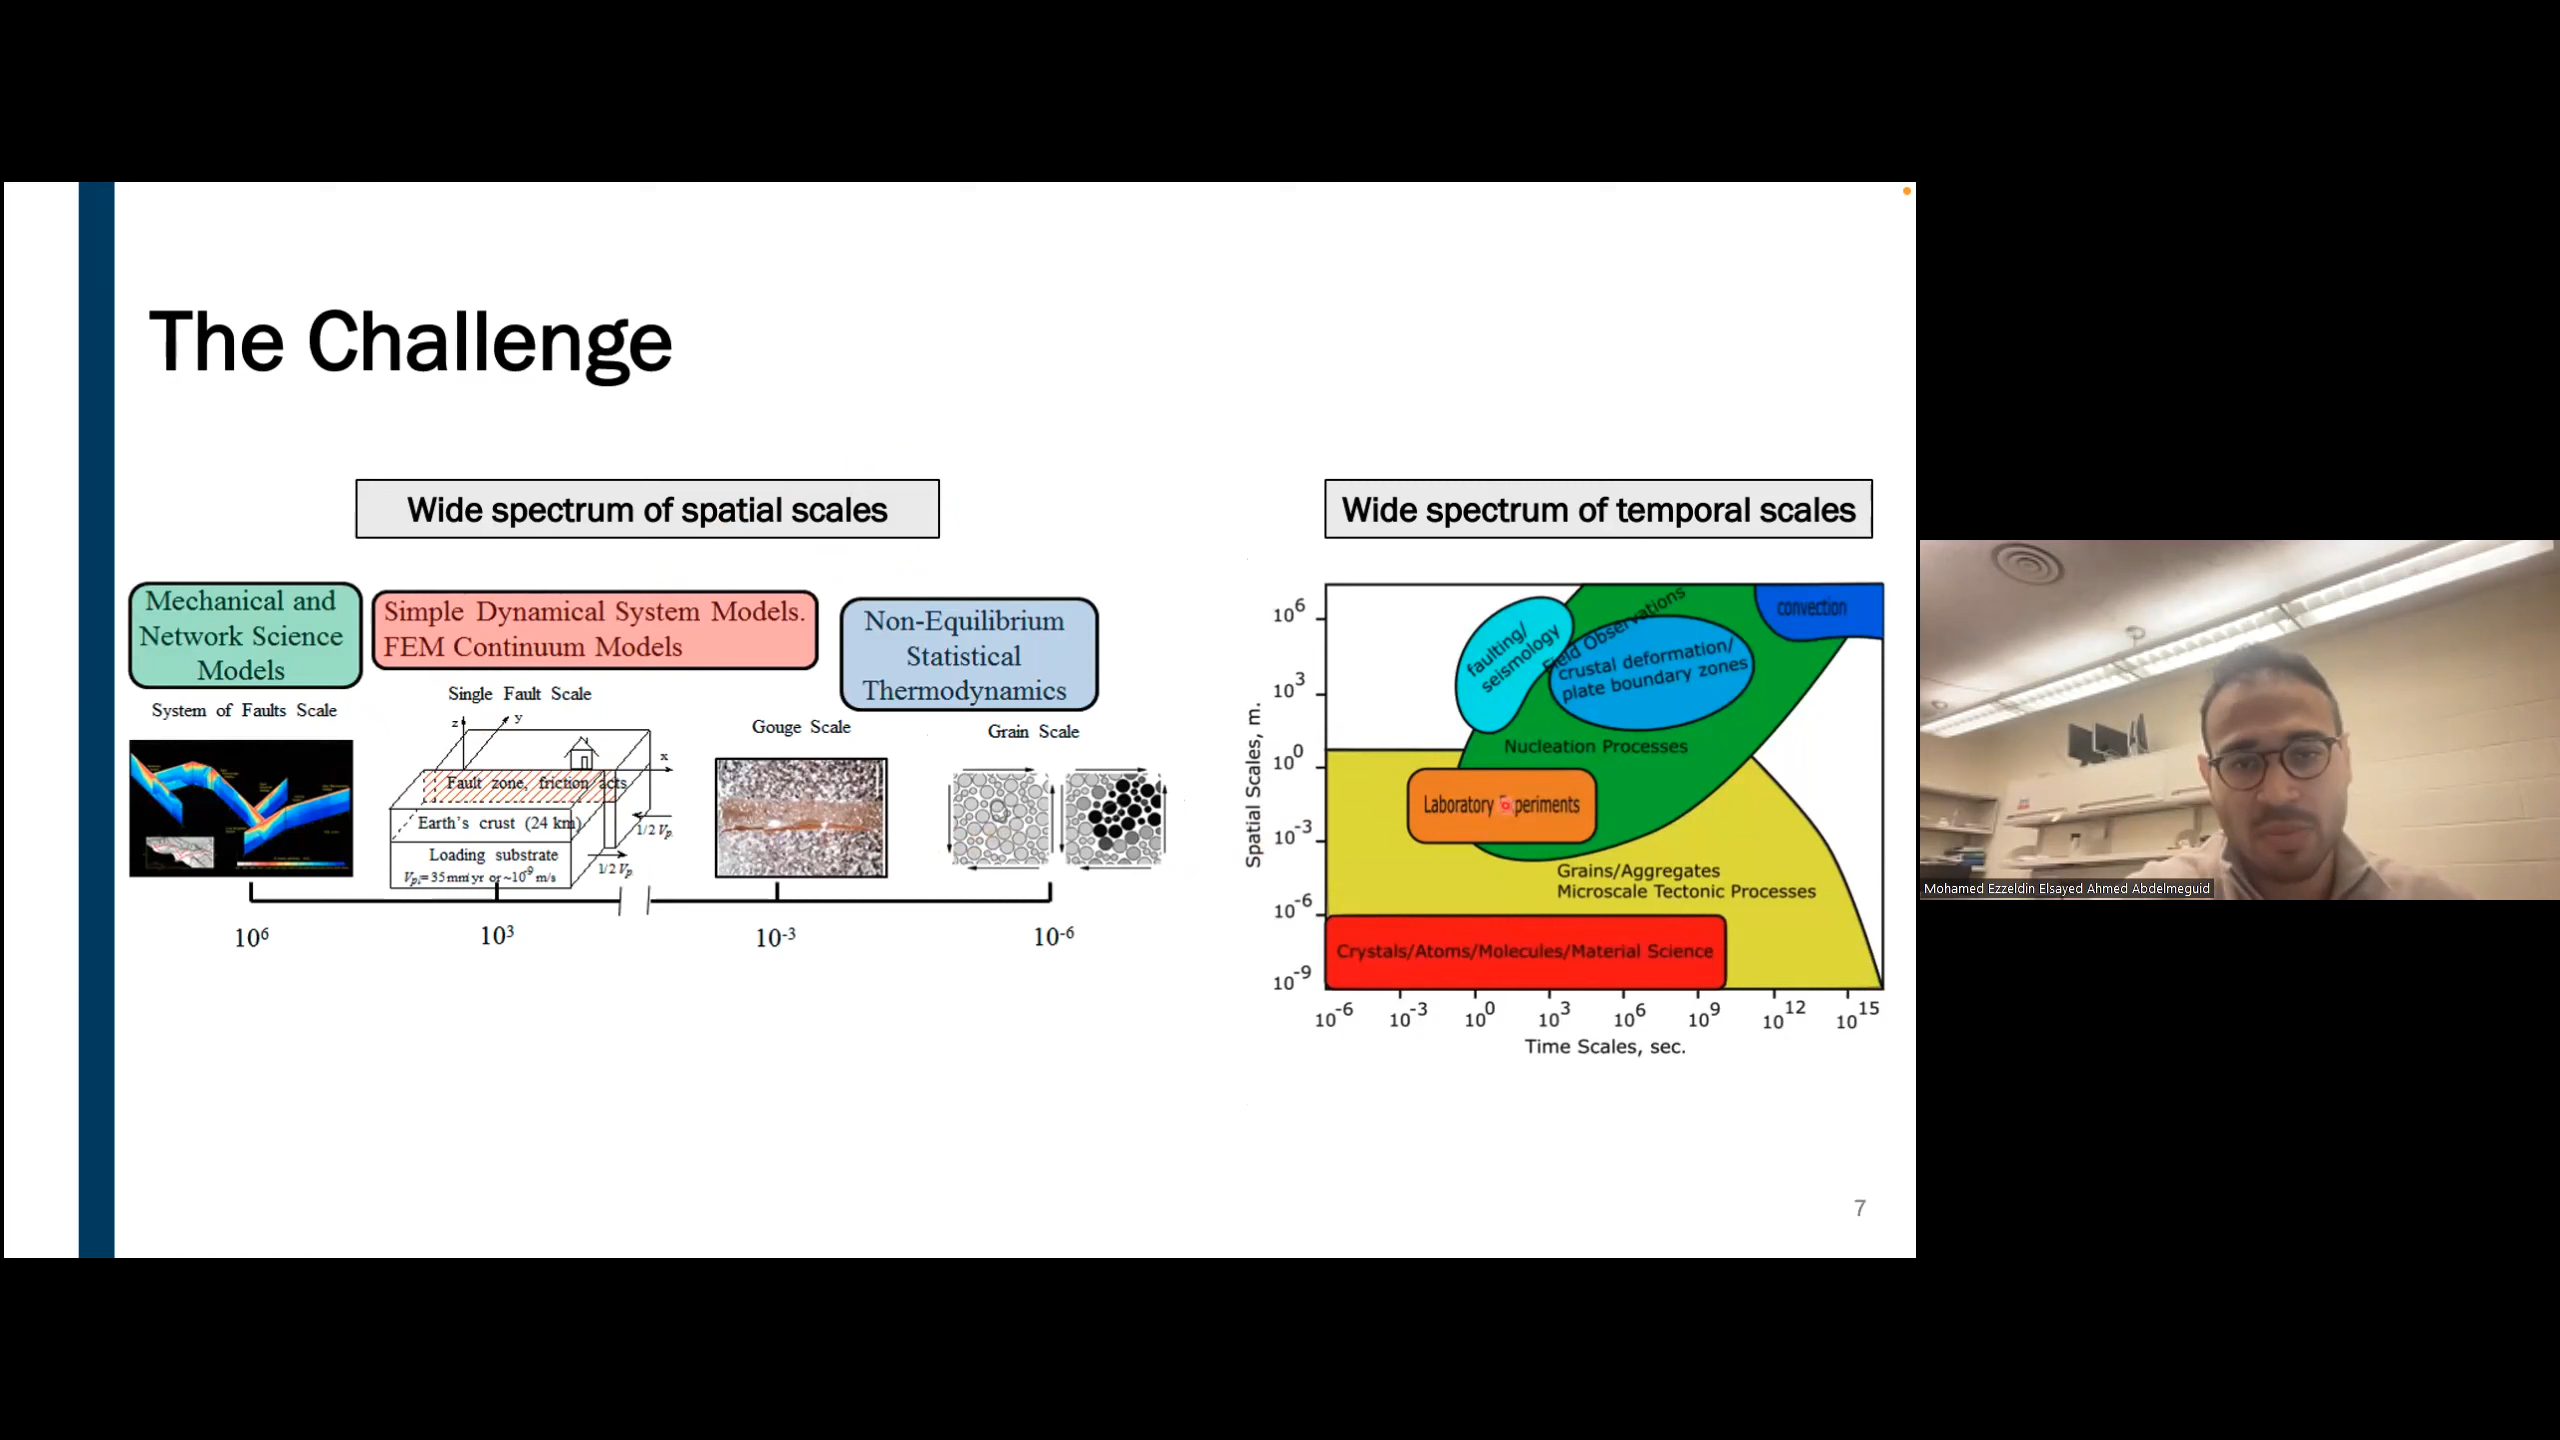 The Challenge
Wide spectrum of spatial scales
Wide spectrum of temporal scales
Mechanical and
Network Science
Models
Simple Dynamical System Models.
FEM Continuum Models
Non-Equilibrium
Statistical
Thermodynamics
System of Faults Scale
Single Fault Scale
Gouge Scale
Grain Scale
z
y
x
Fault zone, friction acts
Earth's crust (24 km)
Loading substrate
Vpl=35mm/yr or ~10⁻⁹ m/s
1/2 Vp
1/2 Vp
10⁶
10³
10⁻³
10⁻⁶
Spatial Scales, m.
10⁶
10³
10⁰
10⁻³
10⁻⁶
10⁻⁹
faulting/
seismology
Field Observations
crustal deformation/
plate boundary zones
convection
Nucleation Processes
Laboratory Experiments
Grains/Aggregates
Microscale Tectonic Processes
Crystals/Atoms/Molecules/Material Science
10⁻⁶ 10⁻³ 10⁰ 10³ 10⁶ 10⁹ 10¹² 10¹⁵
Time Scales, sec.
7
Mohamed Ezzeldin Elsayed Ahmed Abdelmeguid